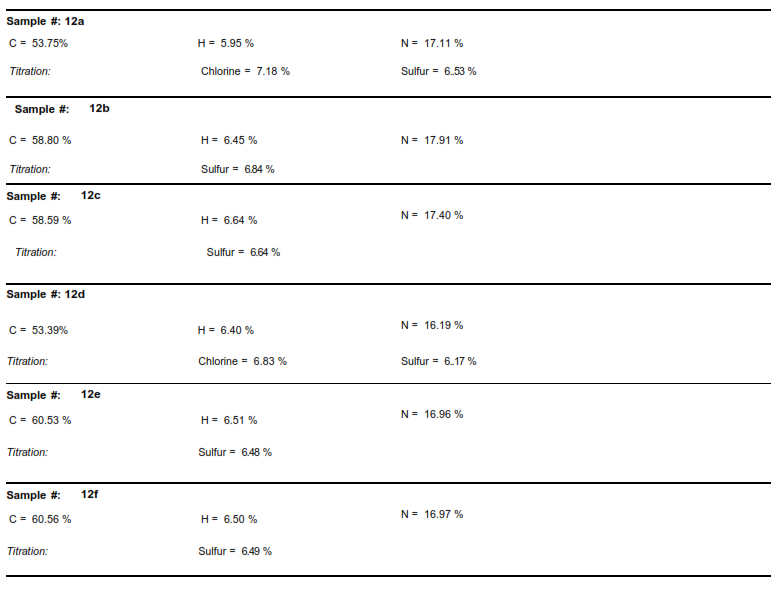 Sample #: 12a
C = 53.75% H = 5.95 % N = 17.11 %
Titration: Chlorine = 7.18 % Sulfur = 6..53 %
Sample #: 12b
C = 58.80 % H = 6.45 % N = 17.91 %
Titration: Sulfur = 6.84 %
Sample #: 12c
C = 58.59 % H = 6.64 % N = 17.40 %
Titration: Sulfur = 6.64 %
Sample #: 12d
C = 53.39% H = 6.40 % N = 16.19 %
Titration: Chlorine = 6.83 % Sulfur = 6..17 %
Sample #: 12e
C = 60.53 % H = 6.51 % N = 16.96 %
Titration: Sulfur = 6.48 %
Sample #: 12f
C = 60.56 % H = 6.50 % N = 16.97 %
Titration: Sulfur = 6.49 %